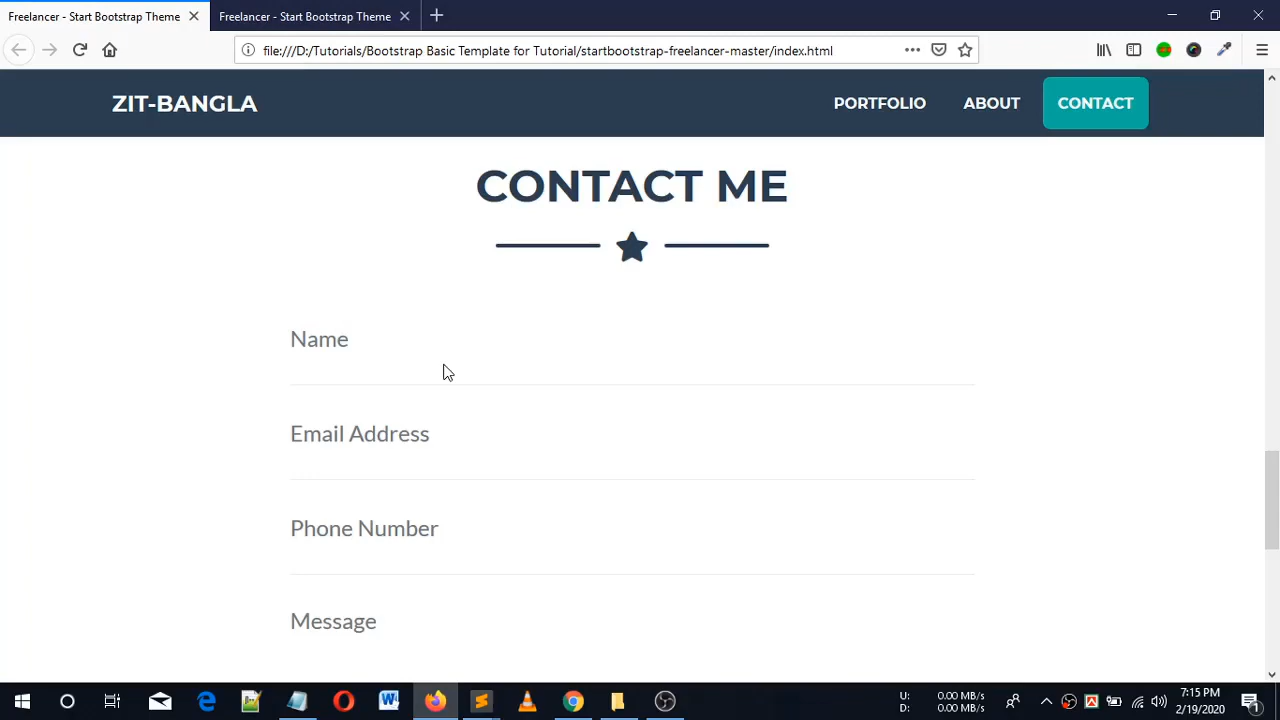 Freelancer - Start Bootstrap Theme
Freelancer - Start Bootstrap Theme
file:///D:/Tutorials/Bootstrap Basic Template for Tutorial/startbootstrap-freelancer-master/index.html
ZIT-BANGLA
PORTFOLIO
ABOUT
CONTACT
CONTACT ME
Name
Email Address
Phone Number
Message
U: 0.00 MB/s
D: 0.00 MB/s
7:15 PM
2/19/2020
1